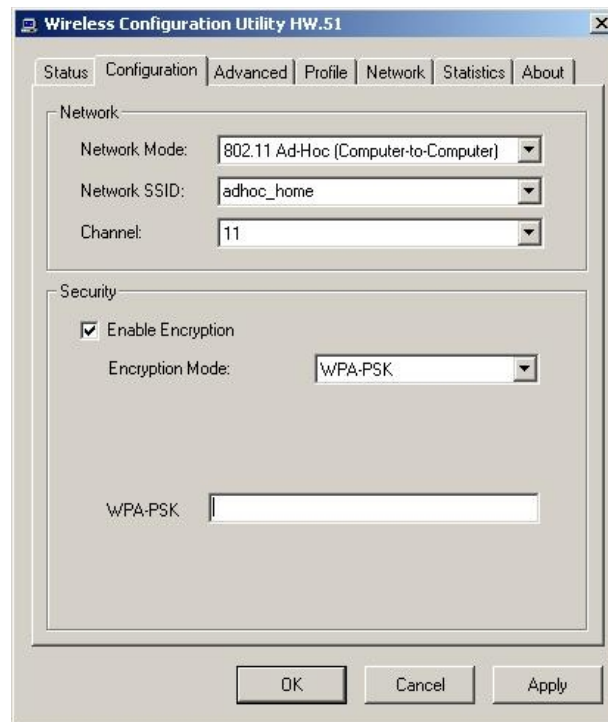 Wireless Configuration Utility HW.51
Status Configuration Advanced Profile Network Statistics About
Network
Network Mode: 802.11 Ad-Hoc (Computer-to-Computer)
Network SSID: adhoc_home
Channel: 11
Security
Enable Encryption
Encryption Mode: WPA-PSK
WPA-PSK
OK Cancel Apply